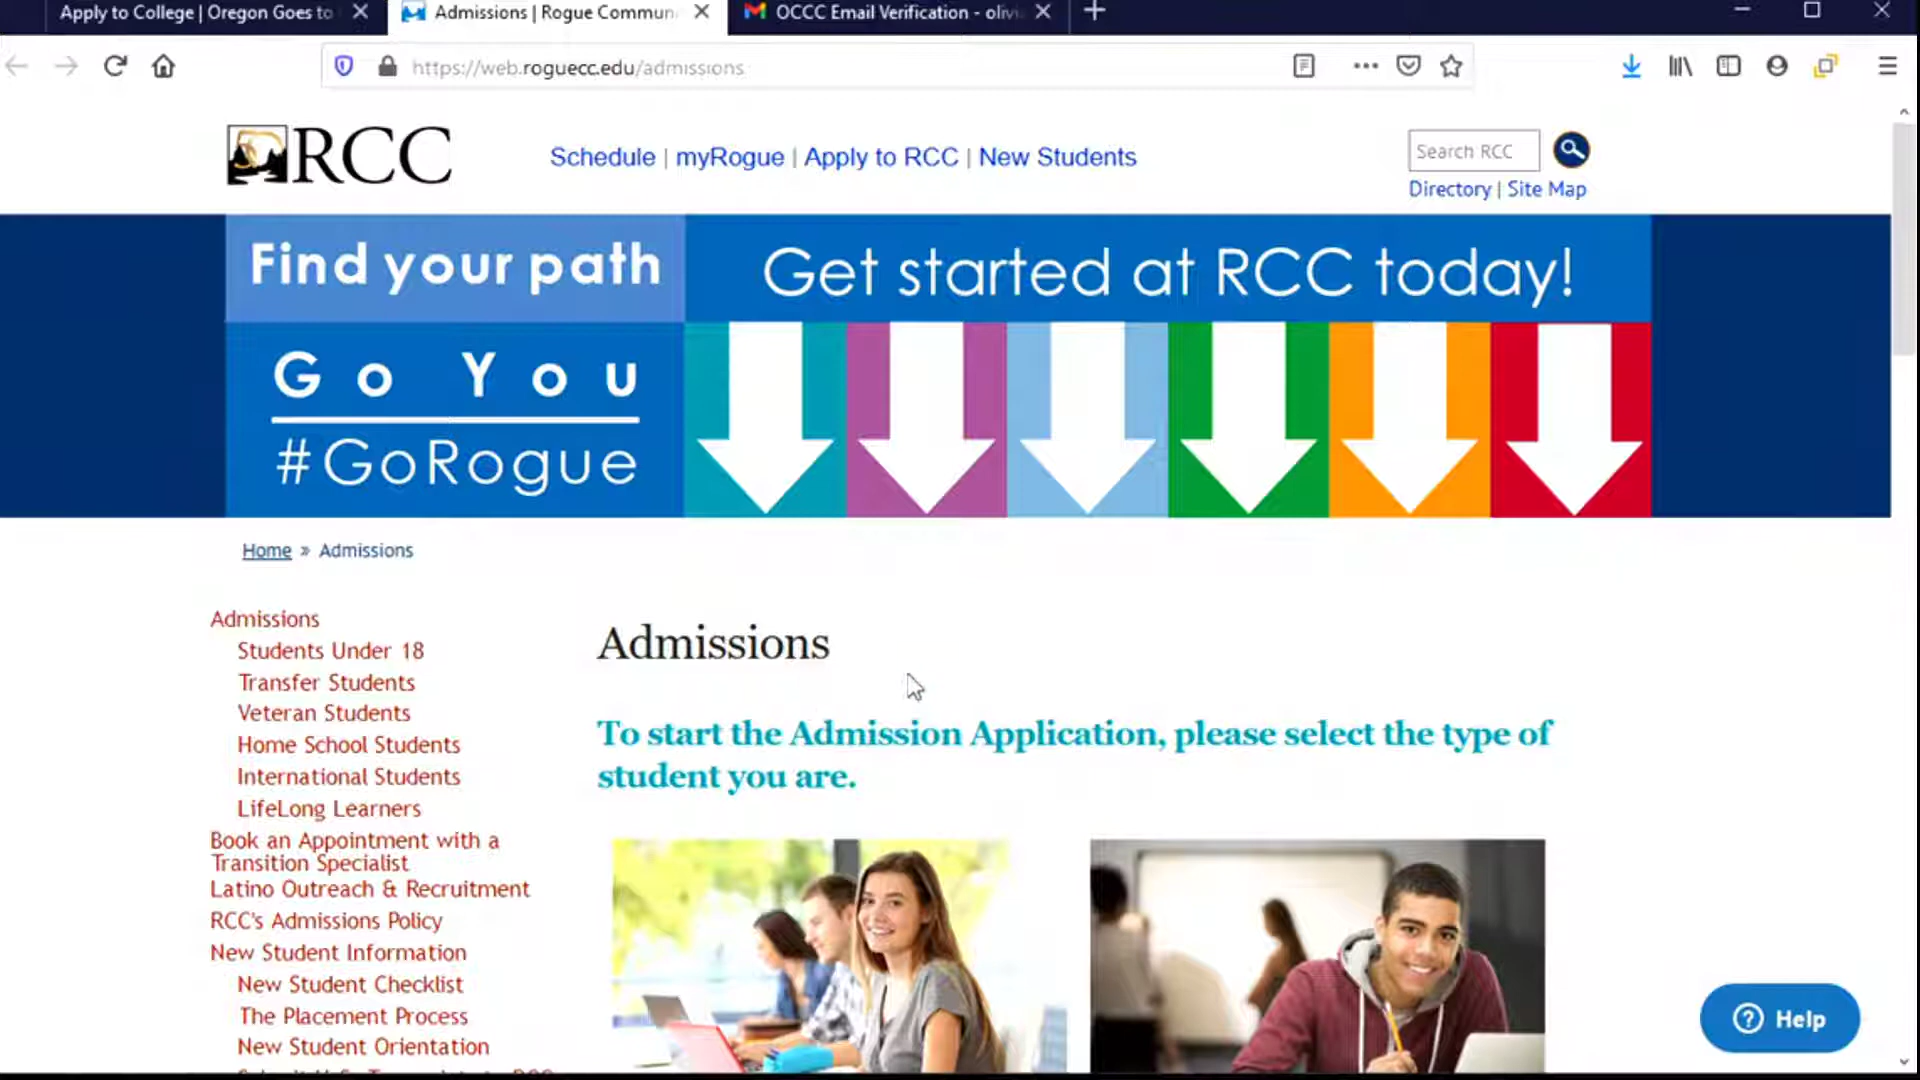 Apply to College | Oregon Goes to
Admissions | Rogue Commun
OCCC Email Verification - olivi
https://web.roguecc.edu/admissions
RCC
Schedule | myRogue | Apply to RCC | New Students
Search RCC
Directory | Site Map
Find your path
Get started at RCC today!
Go You
#GoRogue
Home » Admissions
Admissions
Students Under 18
Transfer Students
Veteran Students
Home School Students
International Students
LifeLong Learners
Book an Appointment with a
Transition Specialist
Latino Outreach & Recruitment
RCC's Admissions Policy
New Student Information
New Student Checklist
The Placement Process
New Student Orientation
Admissions
To start the Admission Application, please select the type of
student you are.
Help